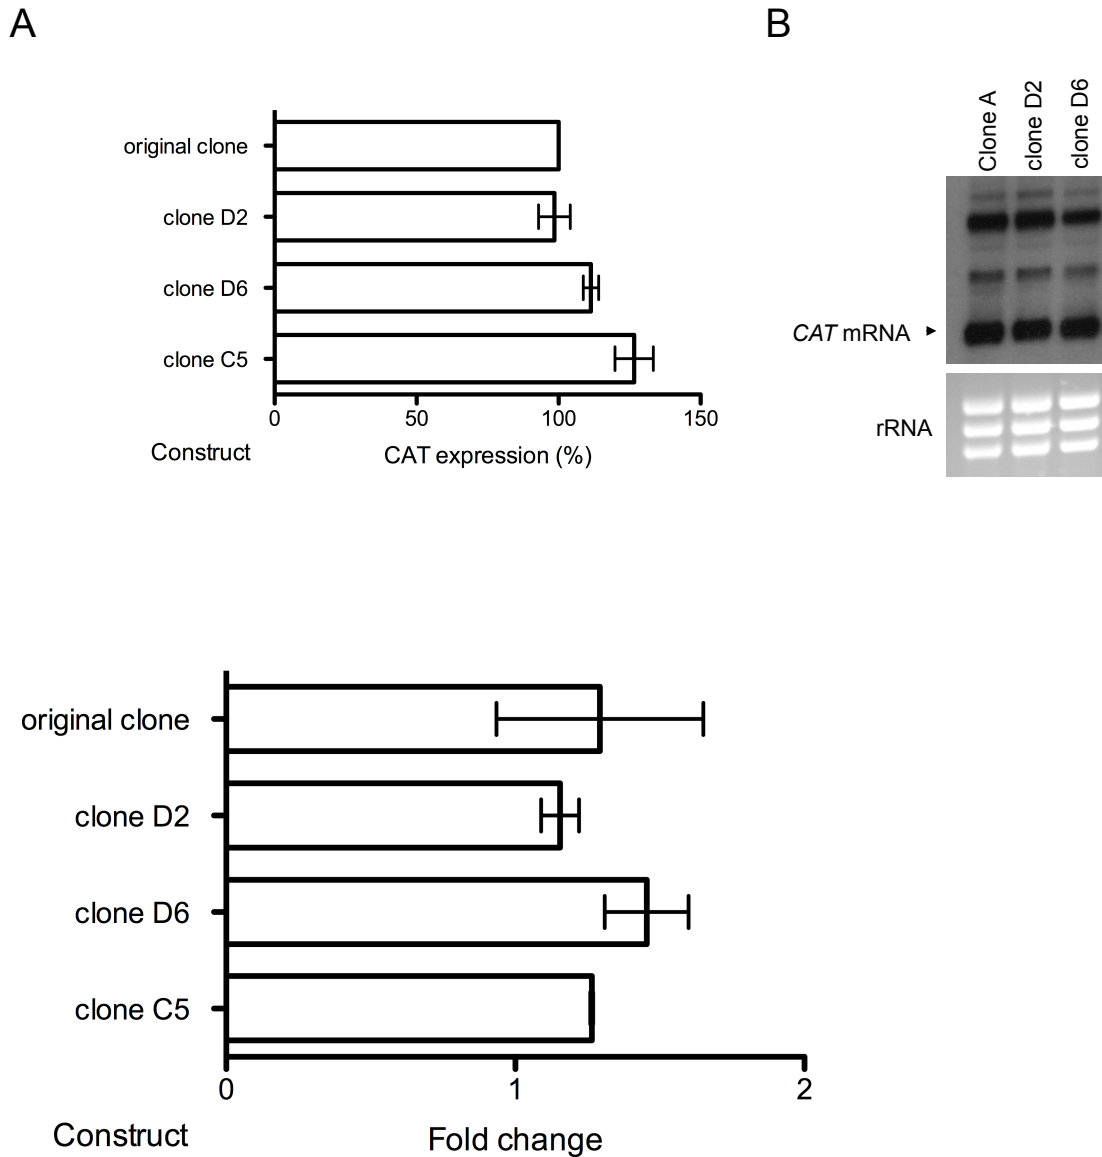 A
original clone
clone D2
clone D6
clone C5
0 50 100 150
Construct CAT expression (%)
B
Clone A
clone D2
clone D6
CAT mRNA
rRNA
original clone
clone D2
clone D6
clone C5
0 1 2
Construct Fold change